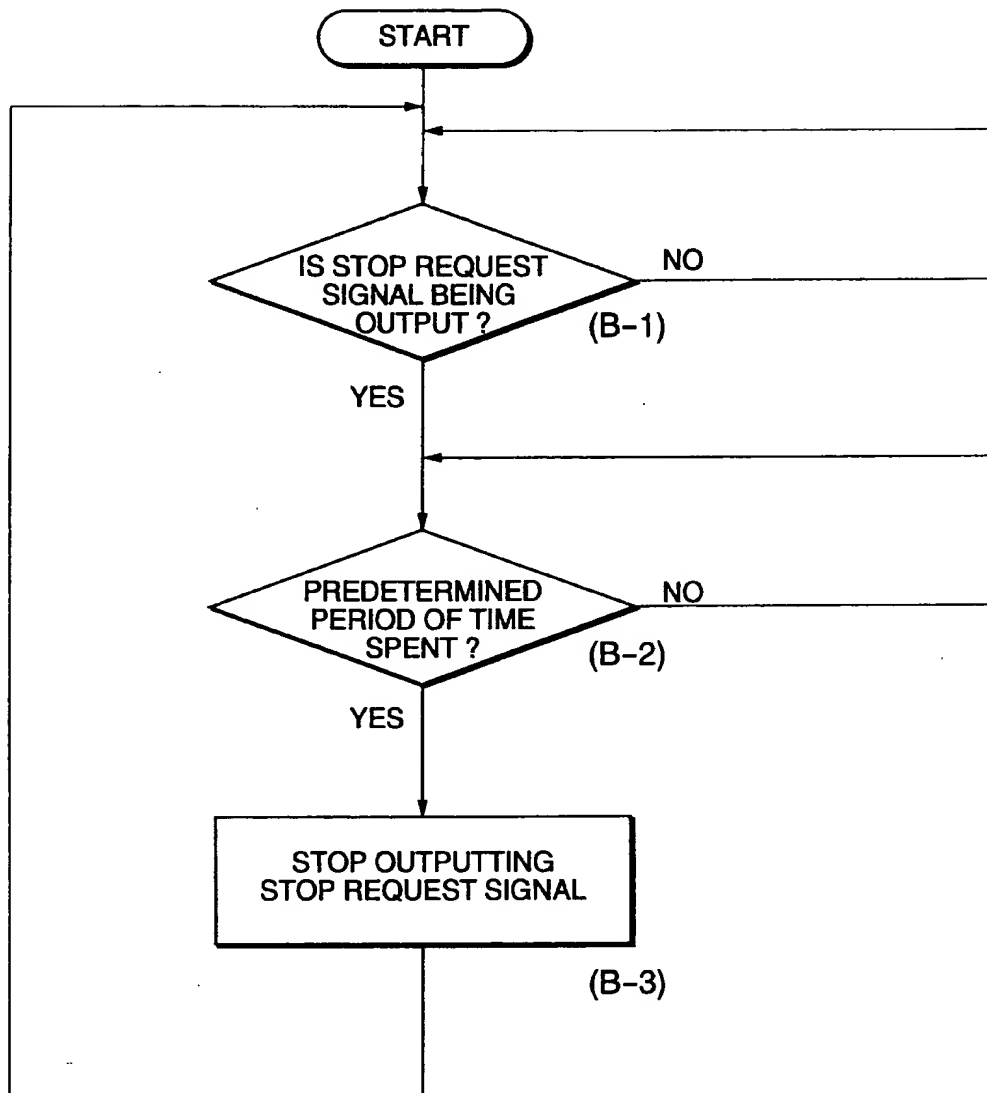 START
IS STOP REQUEST
SIGNAL BEING
OUTPUT ?
NO
(B-1)
YES
PREDETERMINED
PERIOD OF TIME
SPENT ?
NO
(B-2)
YES
STOP OUTPUTTING
STOP REQUEST SIGNAL
(B-3)